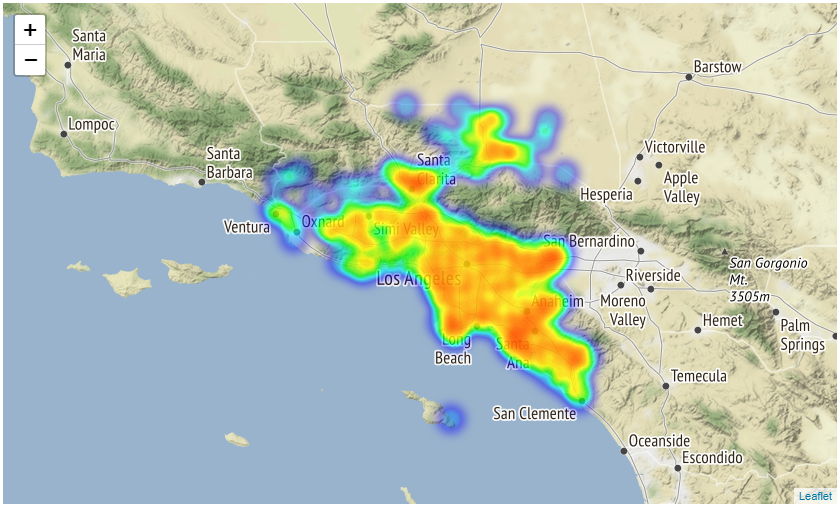 +
−
Santa
Maria
Barstow
Lompoc
Victorville
Santa
Barbara
Santa
Clarita
Apple
Valley
Hesperia
Ventura
Oxnard
Simi Valley
San Bernardino
San Gorgonio
Mt.
3505m
Los Angeles
Riverside
Anaheim
Moreno
Valley
Hemet
Palm
Springs
Long
Beach
Santa
Ana
Temecula
San Clemente
Oceanside
Escondido
Leaflet